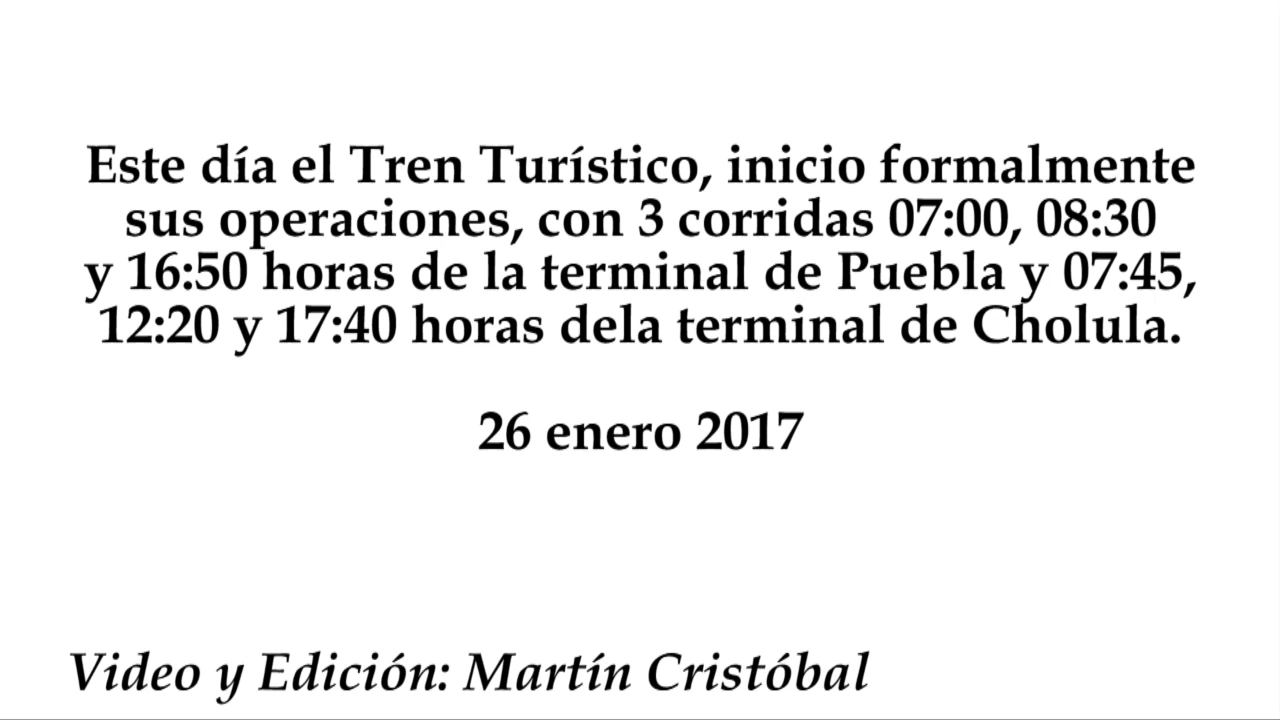 Este día el Tren Turístico, inicio formalmente
sus operaciones, con 3 corridas 07:00, 08:30
y 16:50 horas de la terminal de Puebla y 07:45,
12:20 y 17:40 horas dela terminal de Cholula.
26 enero 2017
Video y Edición: Martín Cristóbal